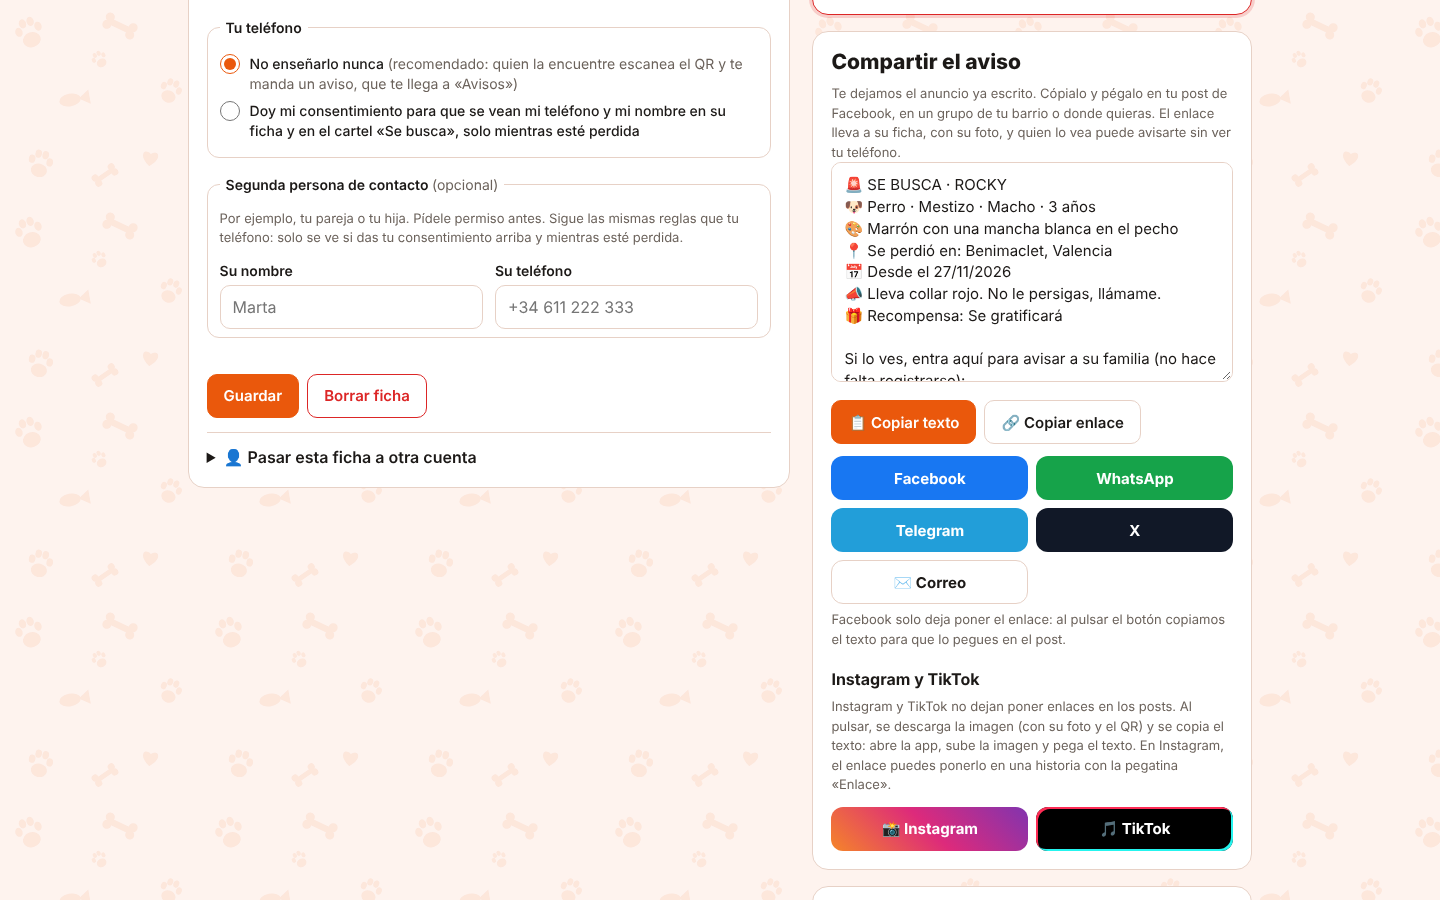 Tu teléfono
No enseñarlo nunca (recomendado: quien la encuentre escanea el QR y te
manda un aviso, que te llega a «Avisos»)
Doy mi consentimiento para que se vean mi teléfono y mi nombre en su
ficha y en el cartel «Se busca», solo mientras esté perdida
Segunda persona de contacto (opcional)
Por ejemplo, tu pareja o tu hija. Pídele permiso antes. Sigue las mismas reglas que tu
teléfono: solo se ve si das tu consentimiento arriba y mientras esté perdida.
Su nombre
Su teléfono
Marta
+34 611 222 333
Guardar
Borrar ficha
Pasar esta ficha a otra cuenta
Compartir el aviso
Te dejamos el anuncio ya escrito. Cópialo y pégalo en tu post de
Facebook, en un grupo de tu barrio o donde quieras. El enlace
lleva a su ficha, con su foto, y quien lo vea puede avisarte sin ver
tu teléfono.
SE BUSCA · ROCKY
Perro · Mestizo · Macho · 3 años
Marrón con una mancha blanca en el pecho
Se perdió en: Benimaclet, Valencia
Desde el 27/11/2026
Lleva collar rojo. No le persigas, llámame.
Recompensa: Se gratificará
Si lo ves, entra aquí para avisar a su familia (no hace
falta registrarse):
Copiar texto
Copiar enlace
Facebook
WhatsApp
Telegram
X
Correo
Facebook solo deja poner el enlace: al pulsar el botón copiamos
el texto para que lo pegues en el post.
Instagram y TikTok
Instagram y TikTok no dejan poner enlaces en los posts. Al
pulsar, se descarga la imagen (con su foto y el QR) y se copia el
texto: abre la app, sube la imagen y pega el texto. En Instagram,
el enlace puedes ponerlo en una historia con la pegatina
«Enlace».
Instagram
TikTok